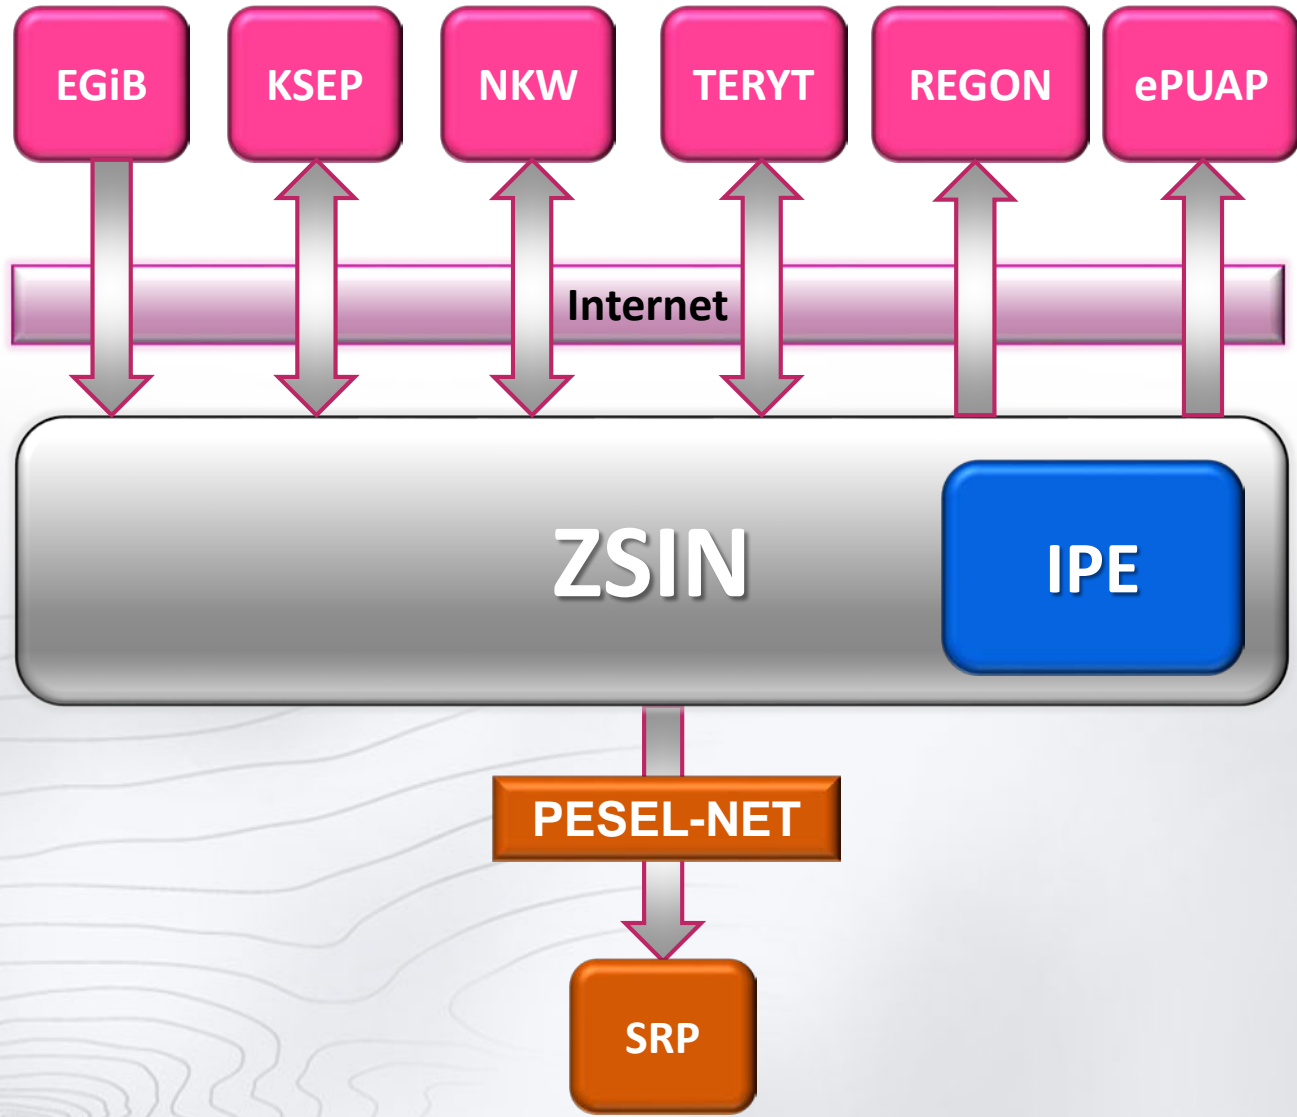 EGiB
KSEP
NKW
TERYT
REGON
ePUAP
Internet
ZSIN
IPE
PESEL-NET
SRP